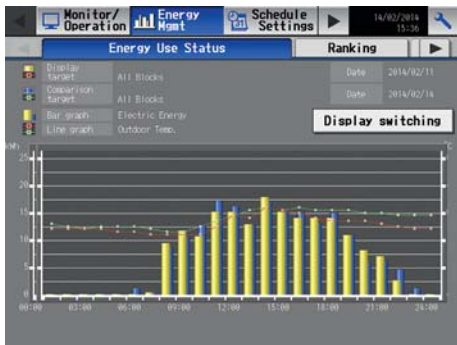 Monitor/ Operation
Energy Mgmt
Schedule Settings
14/02/2014
15:36
Energy Use Status
Ranking
Display target
All Blocks
Date 2014/02/11
Comparison target
All Blocks
Date 2014/02/14
Bar graph
Electric Energy
Line graph
Outdoor Temp.
Display switching
kWh
°C
25
20
15
10
5
0
00:00 03:00 06:00 09:00 12:00 15:00 18:00 21:00 24:00